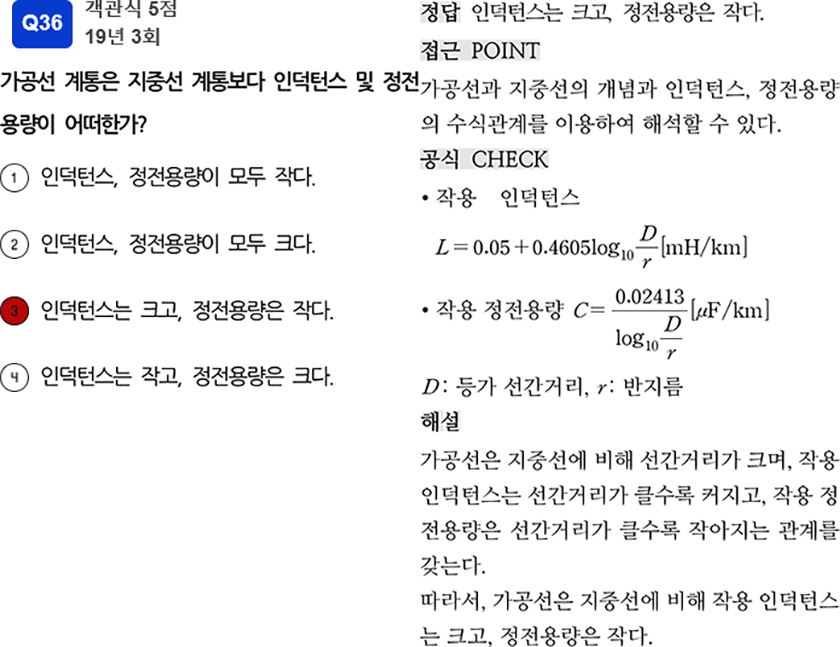 Q36
객관식 5점
19년 3회
가공선 계통은 지중선 계통보다 인덕턴스 및 정전
용량이 어떠한가?
① 인덕턴스, 정전용량이 모두 작다.
② 인덕턴스, 정전용량이 모두 크다.
③ 인덕턴스는 크고, 정전용량은 작다.
④ 인덕턴스는 작고, 정전용량은 크다.
정답 인덕턴스는 크고, 정전용량은 작다.
접근 POINT
가공선과 지중선의 개념과 인덕턴스, 정전용량
의 수식관계를 이용하여 해석할 수 있다.
공식 CHECK
• 작용 인덕턴스
L=0.05+0.4605log₁₀ D/r [mH/km]
• 작용 정전용량 C= 0.02413 / log₁₀ D/r [μF/km]
D: 등가 선간거리, r: 반지름
해설
가공선은 지중선에 비해 선간거리가 크며, 작용
인덕턴스는 선간거리가 클수록 커지고, 작용 정
전용량은 선간거리가 클수록 작아지는 관계를
갖는다.
따라서, 가공선은 지중선에 비해 작용 인덕턴스
는 크고, 정전용량은 작다.